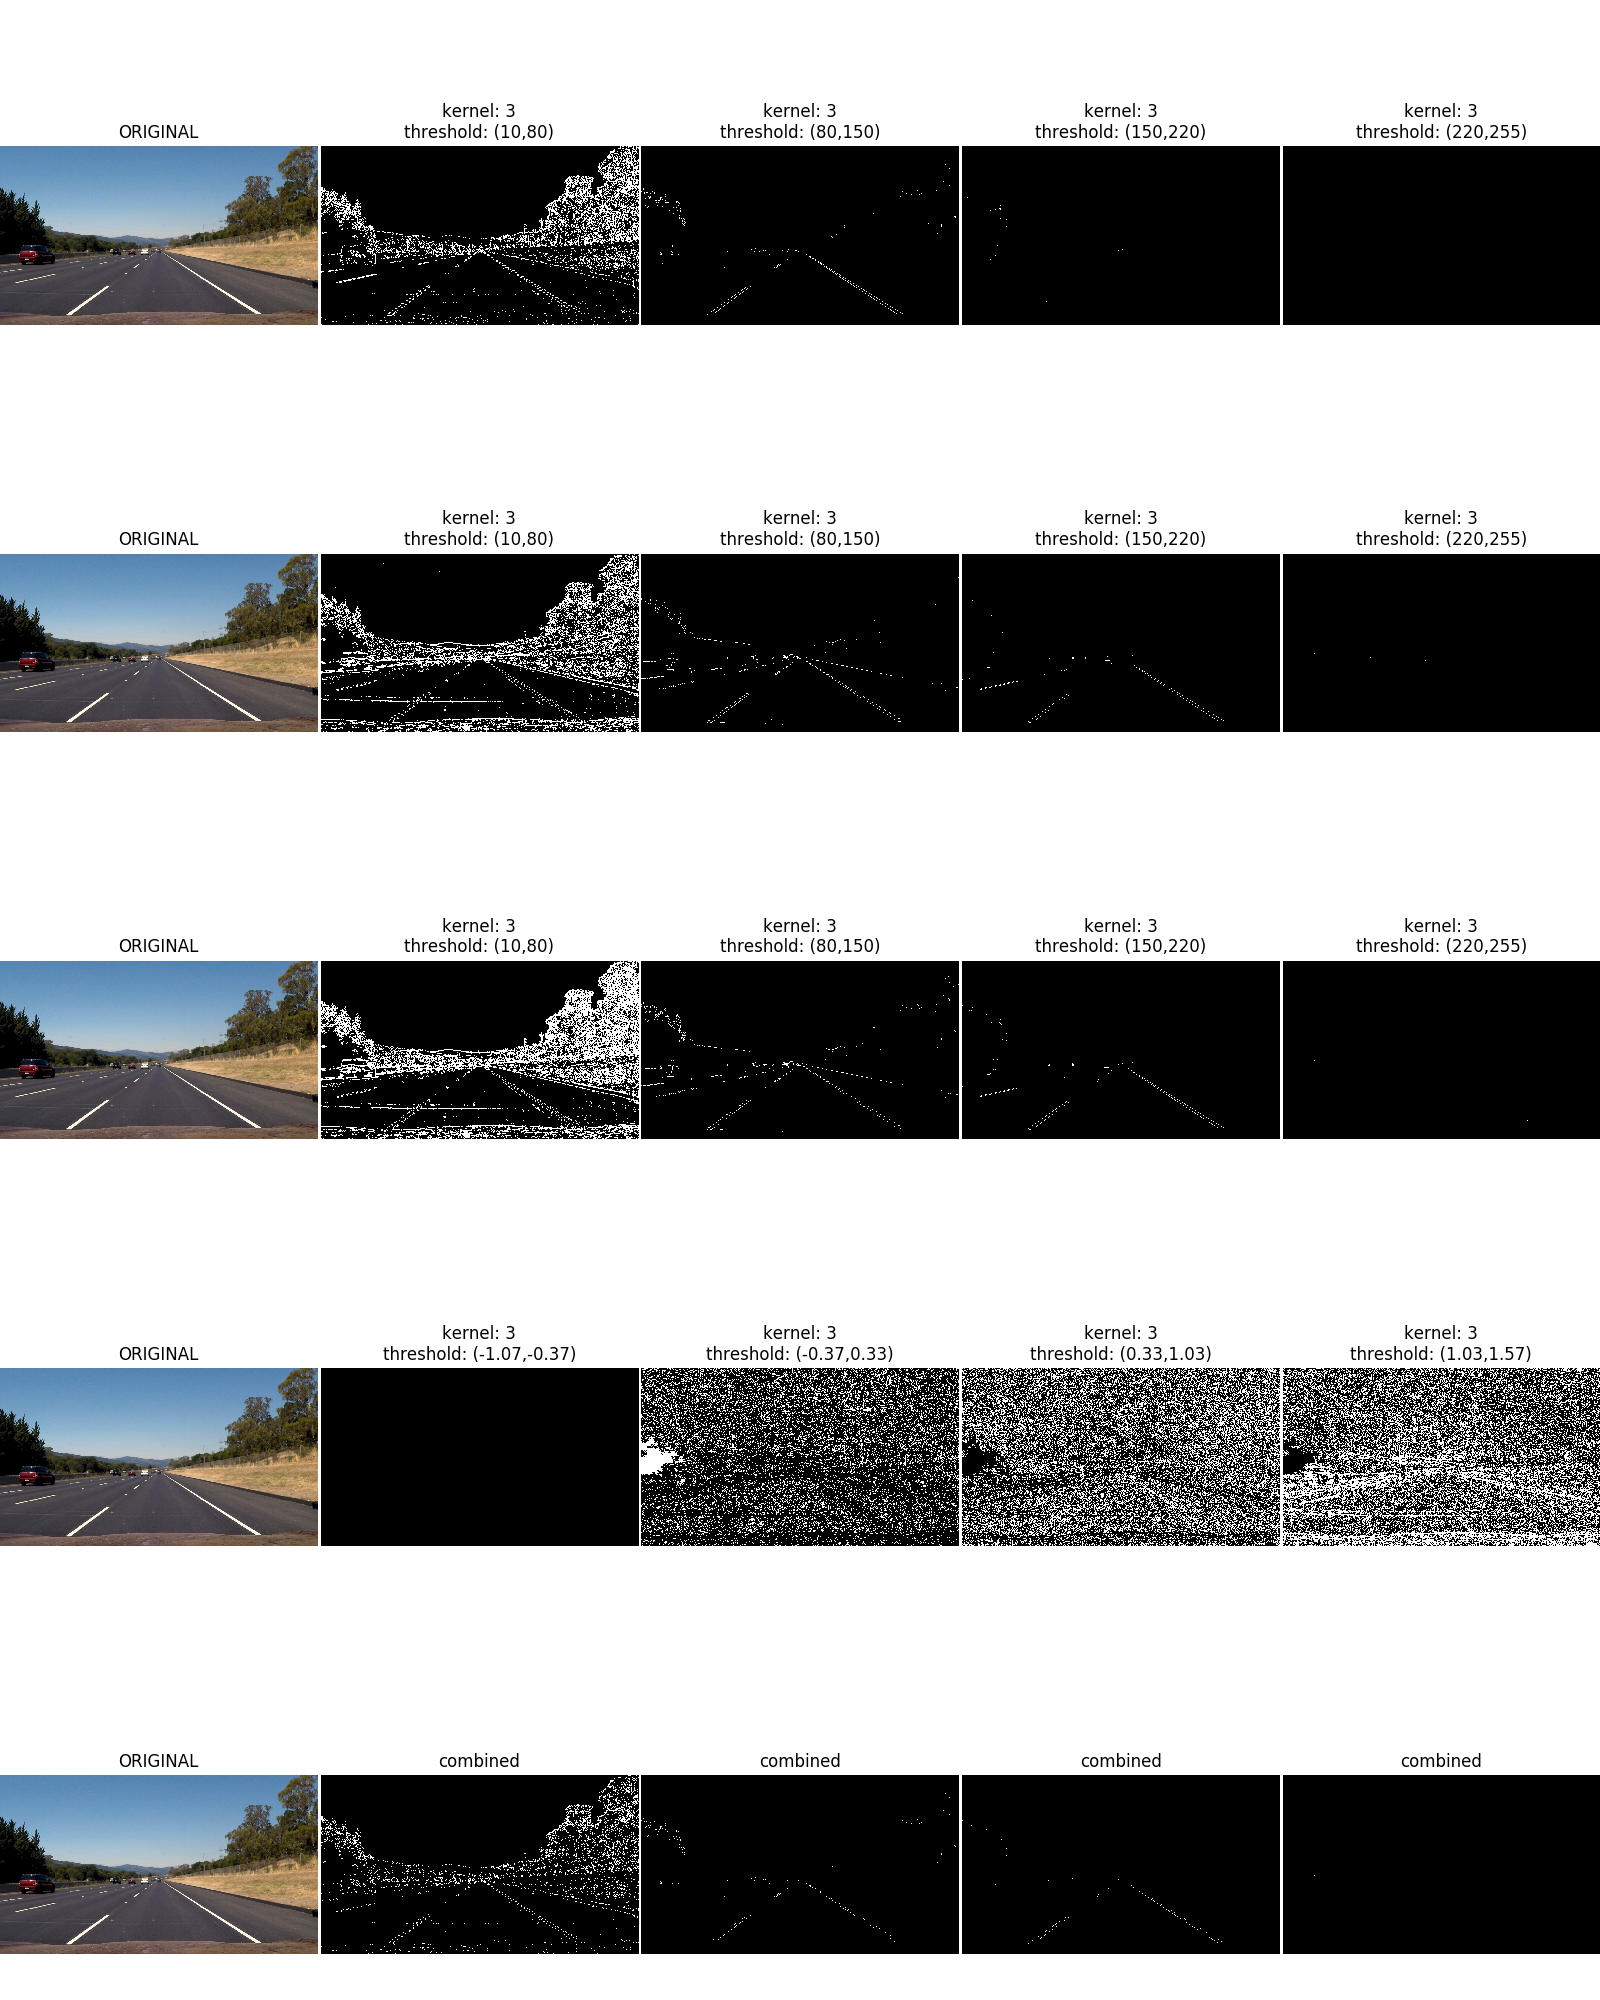 ORIGINAL
kernel: 3
threshold: (10,80)
kernel: 3
threshold: (80,150)
kernel: 3
threshold: (150,220)
kernel: 3
threshold: (220,255)
ORIGINAL
kernel: 3
threshold: (10,80)
kernel: 3
threshold: (80,150)
kernel: 3
threshold: (150,220)
kernel: 3
threshold: (220,255)
ORIGINAL
kernel: 3
threshold: (10,80)
kernel: 3
threshold: (80,150)
kernel: 3
threshold: (150,220)
kernel: 3
threshold: (220,255)
ORIGINAL
kernel: 3
threshold: (-1.07,-0.37)
kernel: 3
threshold: (-0.37,0.33)
kernel: 3
threshold: (0.33,1.03)
kernel: 3
threshold: (1.03,1.57)
ORIGINAL
combined
combined
combined
combined